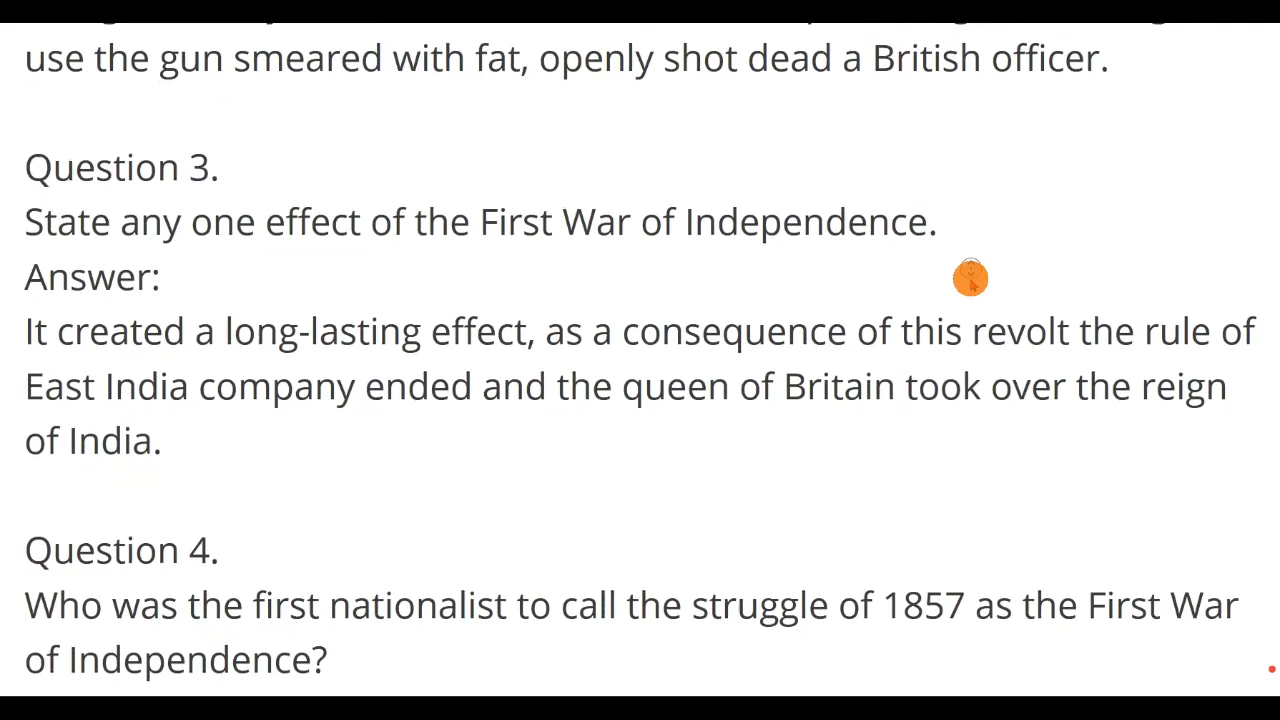 use the gun smeared with fat, openly shot dead a British officer.
Question 3.
State any one effect of the First War of Independence.
Answer:
It created a long-lasting effect, as a consequence of this revolt the rule of
East India company ended and the queen of Britain took over the reign
of India.
Question 4.
Who was the first nationalist to call the struggle of 1857 as the First War
of Independence?